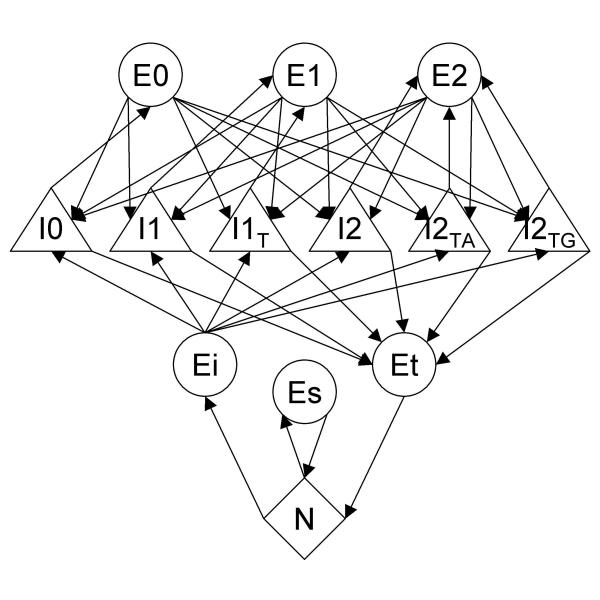 E0 E1 E2
I0 I1 I1T I2 I2TA I2TG
Ei Et
Es
N